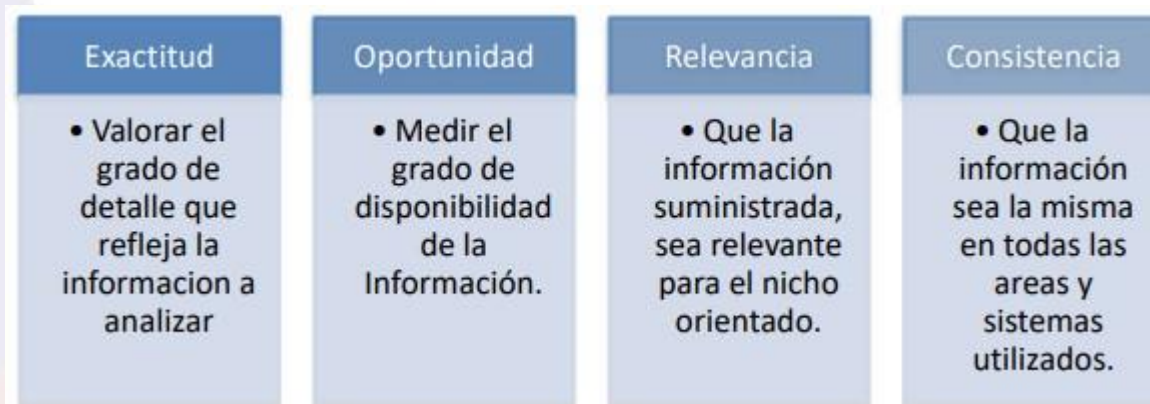 Exactitud
• Valorar el
grado de
detalle que
refleja la
informacion a
analizar
Oportunidad
• Medir el
grado de
disponibilidad
de la
Información.
Relevancia
• Que la
información
suministrada,
sea relevante
para el nicho
orientado.
Consistencia
• Que la
información
sea la misma
en todas las
areas y
sistemas
utilizados.